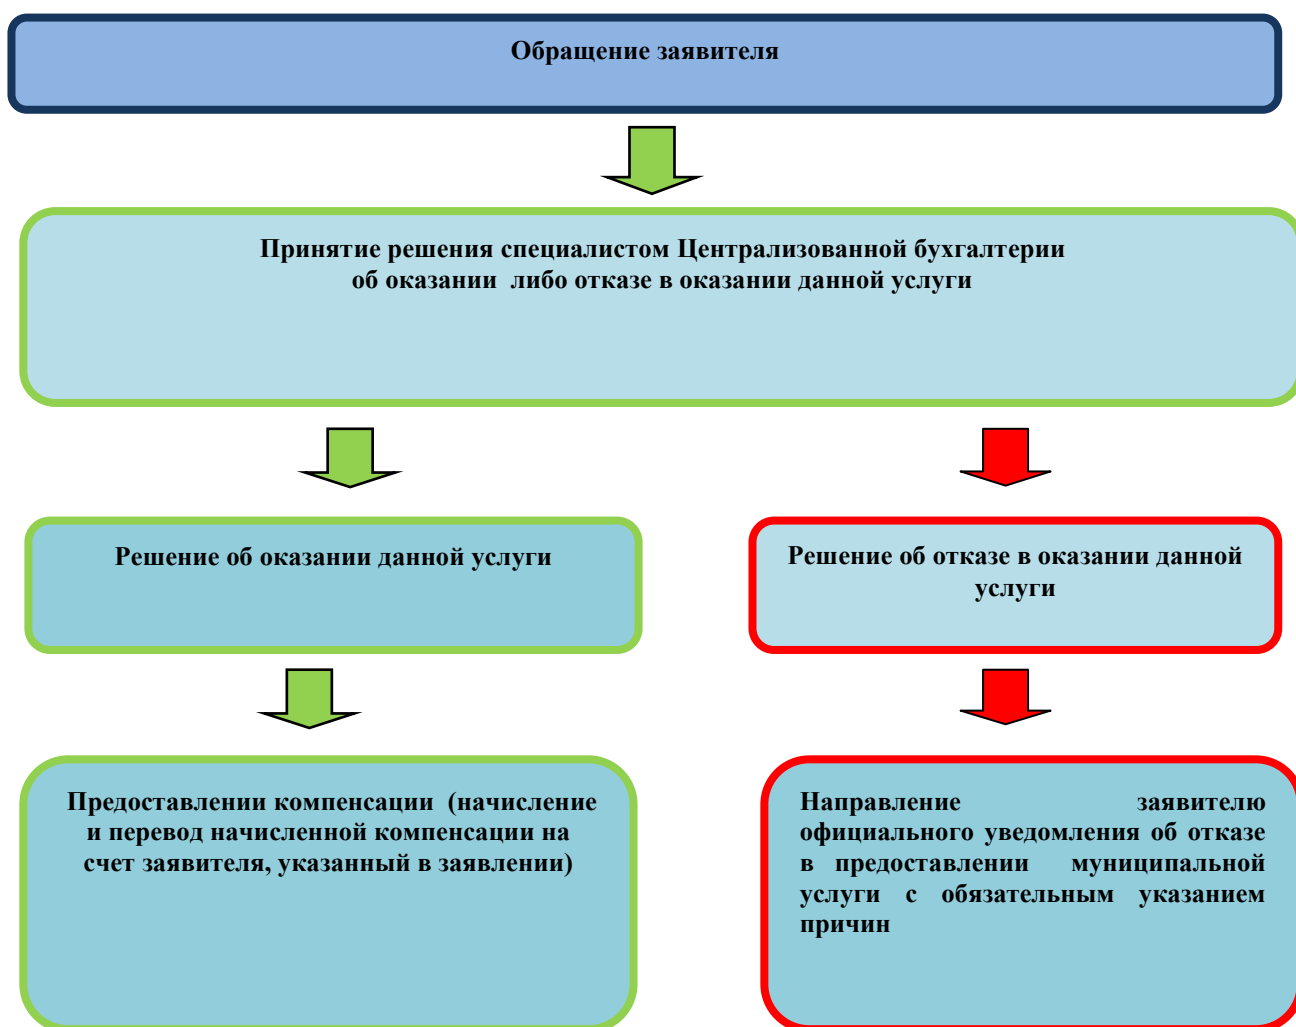 Обращение заявителя
Принятие решения специалистом Централизованной бухгалтерии
об оказании либо отказе в оказании данной услуги
Решение об оказании данной услуги
Решение об отказе в оказании данной
услуги
Предоставлении компенсации (начисление
и перевод начисленной компенсации на
счет заявителя, указанный в заявлении)
Направление заявителю
официального уведомления об отказе
в предоставлении муниципальной
услуги с обязательным указанием
причин